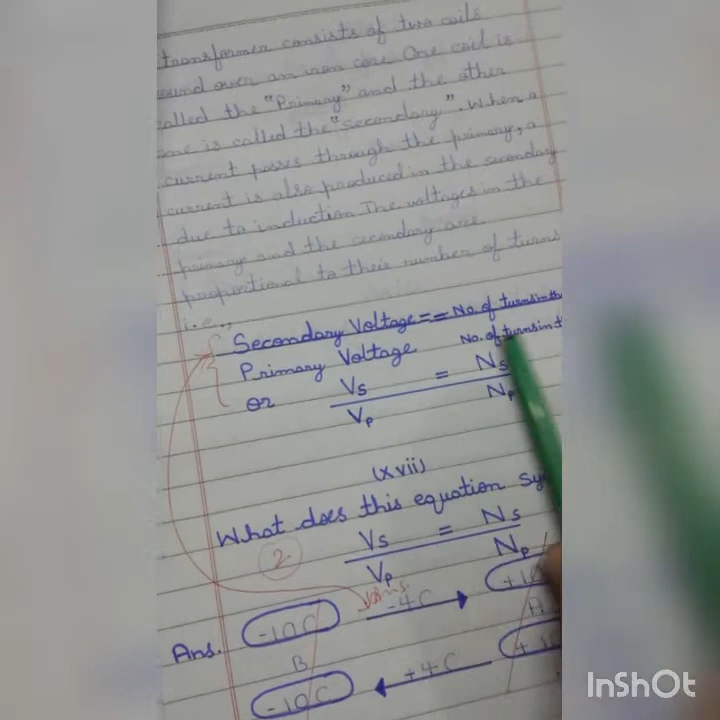 transformer consists of two coils
wound over an iron core One coil is
called the "Primary" and the other
one is called the "secondary". When a
current passes through the primary, a
current is also produced in the secondary
due to induction The voltages in the
primary and the secondary are
proportional to their number of turns
i.e.,
Secondary Voltage = No. of turns in the
Primary Voltage No. of turns in t
or Vs = Ns
Vp Np
(xvii)
What does this equation sy
2 Vs = Ns
Vp Np
Ans. -10C -4C +1
B A
-10C +4C +1
InShOt